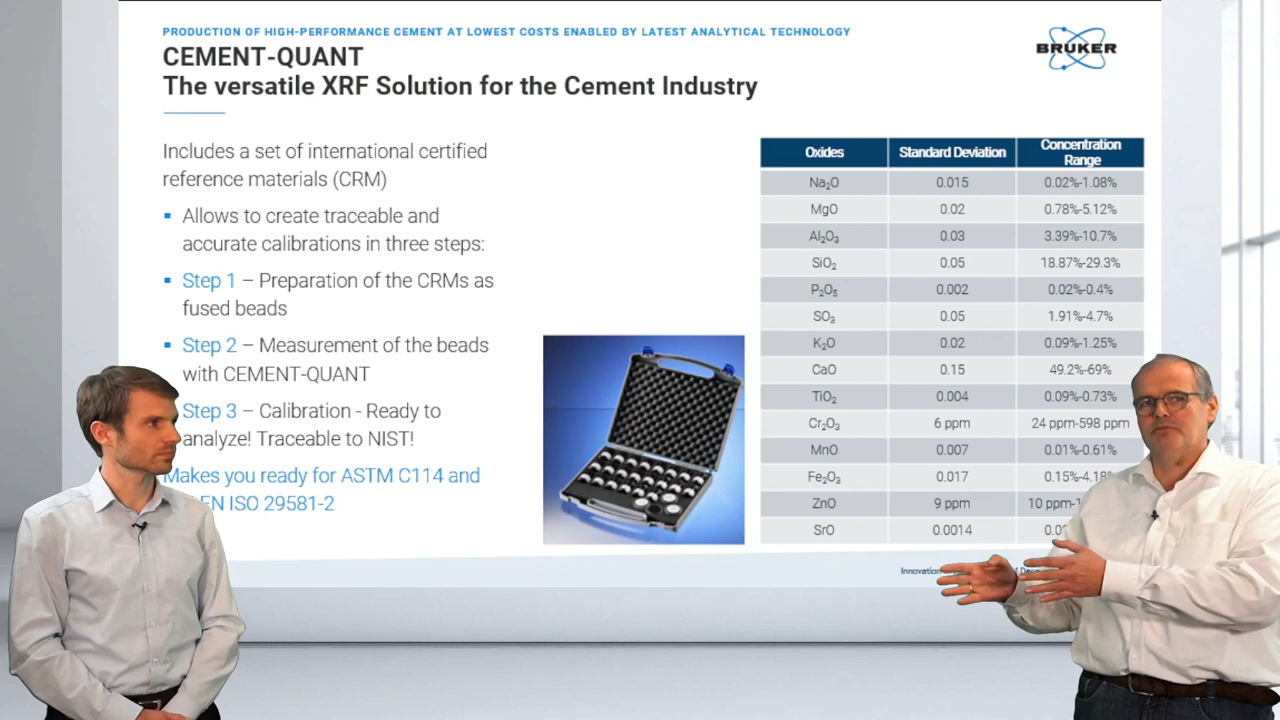 PRODUCTION OF HIGH-PERFORMANCE CEMENT AT LOWEST COSTS ENABLED BY LATEST ANALYTICAL TECHNOLOGY
CEMENT-QUANT
The versatile XRF Solution for the Cement Industry
BRUKER
Includes a set of international certified
reference materials (CRM)
▪ Allows to create traceable and
accurate calibrations in three steps:
▪ Step 1 – Preparation of the CRMs as
fused beads
▪ Step 2 – Measurement of the beads
with CEMENT-QUANT
Step 3 – Calibration - Ready to
analyze! Traceable to NIST!
Makes you ready for ASTM C114 and
EN ISO 29581-2
Oxides Standard Deviation Concentration Range
Na₂O 0.015 0.02%-1.08%
MgO 0.02 0.78%-5.12%
Al₂O₃ 0.03 3.39%-10.7%
SiO₂ 0.05 18.87%-29.3%
P₂O₅ 0.002 0.02%-0.4%
SO₃ 0.05 1.91%-4.7%
K₂O 0.02 0.09%-1.25%
CaO 0.15 49.2%-69%
TiO₂ 0.004 0.09%-0.73%
Cr₂O₃ 6 ppm 24 ppm-598 ppm
MnO 0.007 0.01%-0.61%
Fe₂O₃ 0.017 0.15%-4.18%
ZnO 9 ppm 10 ppm-
SrO 0.0014
Innovation